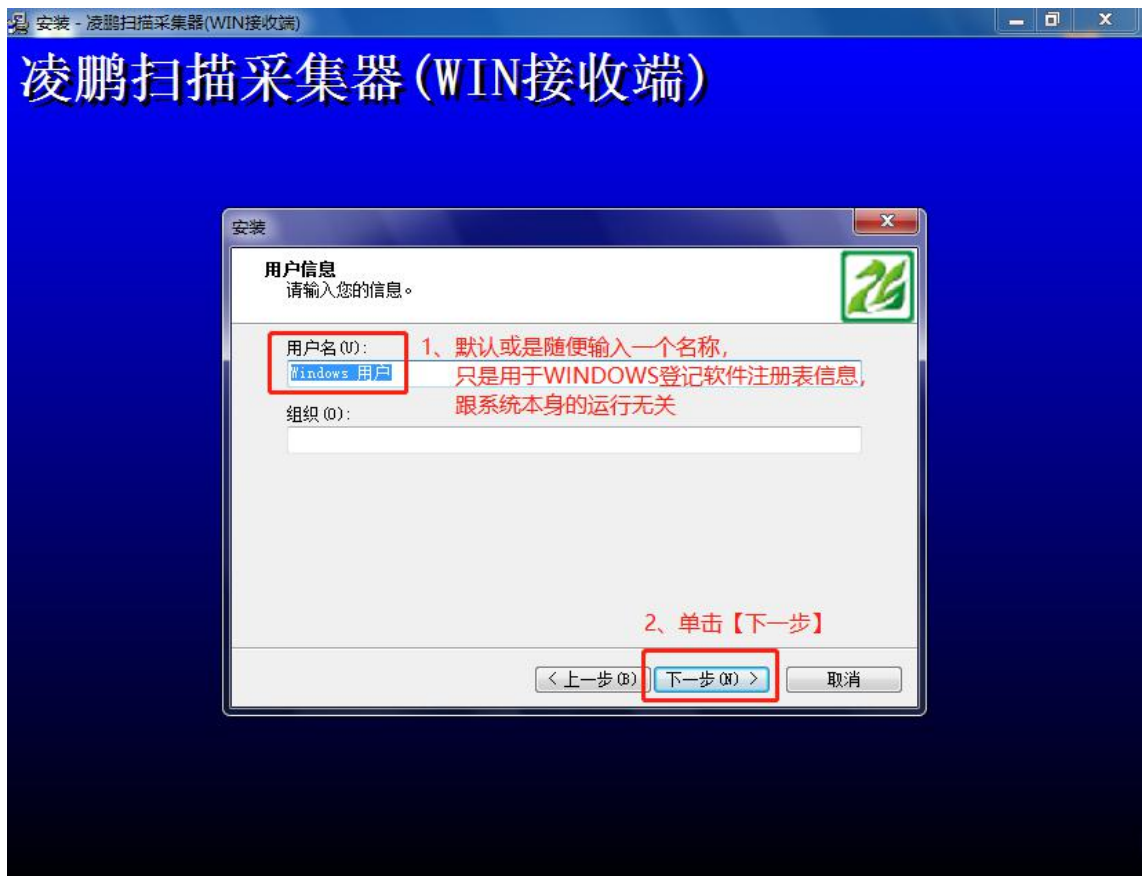 安装 - 凌鹏扫描采集器(WIN接收端)
凌鹏扫描采集器(WIN接收端)
安装
用户信息
请输入您的信息。
用户名(U):
1、默认或是随便输入一个名称,
Windows 用户
只是用于WINDOWS登记软件注册表信息,
组织(O):
跟系统本身的运行无关
2、单击【下一步】
<上一步(B)
下一步(N) >
取消